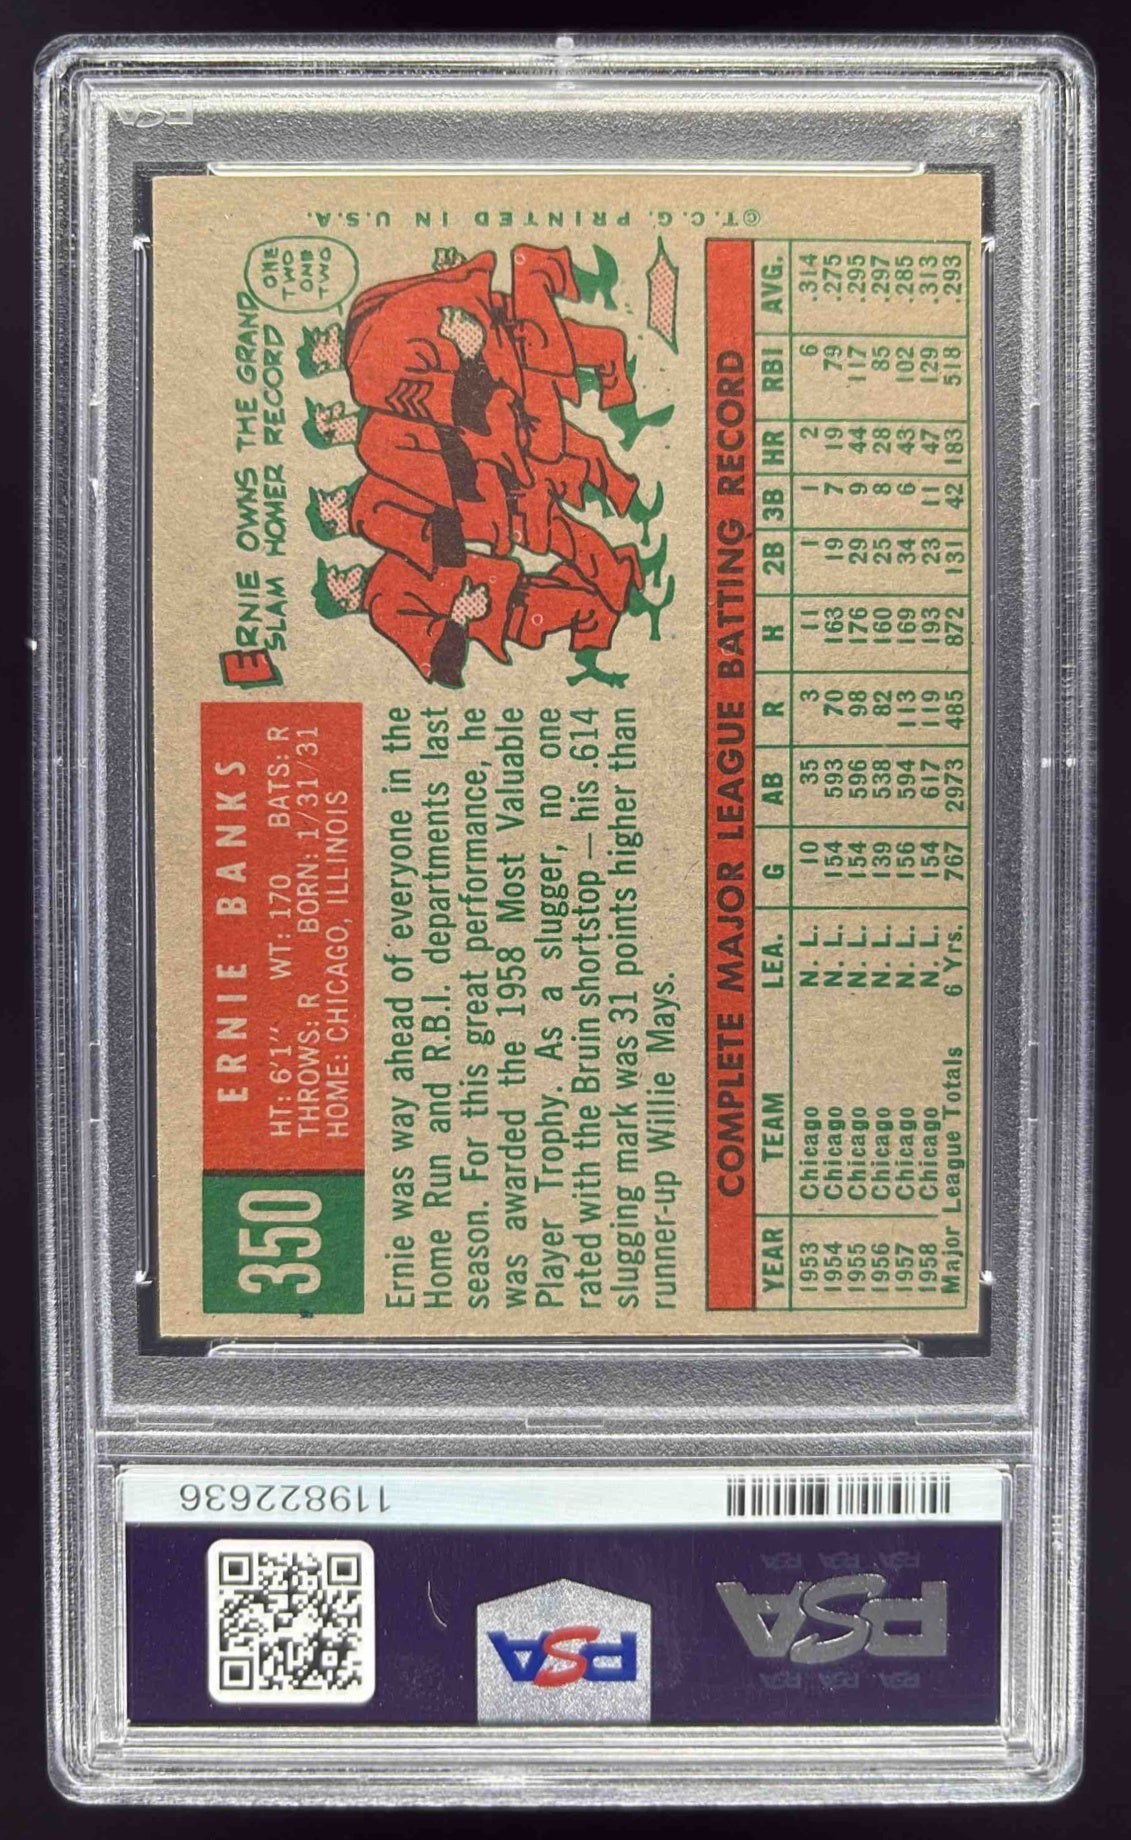 350
ERNIE BANKS
HT: 6'1" WT: 170 BATS: R
THROWS: R BORN: 1/31/31
HOME: CHICAGO, ILLINOIS
ERNIE OWNS THE GRAND
SLAM HOMER RECORD
ONE
TWO
ONE
TWO
© T.C.G. PRINTED IN U.S.A.
Ernie was way ahead of everyone in the
Home Run and R.B.I. departments last
season. For this great performance, he
was awarded the 1958 Most Valuable
Player Trophy. As a slugger, no one
rated with the Bruin shortstop — his .614
slugging mark was 31 points higher than
runner-up Willie Mays.
COMPLETE MAJOR LEAGUE BATTING RECORD
YEAR TEAM LEA. G AB R H 2B 3B HR RBI AVG.
1953 Chicago N. L. 10 35 3 11 1 1 2 6 .314
1954 Chicago N. L. 154 593 70 163 19 7 19 79 .275
1955 Chicago N. L. 154 596 98 176 29 9 44 117 .295
1956 Chicago N. L. 139 538 82 160 25 8 28 85 .297
1957 Chicago N. L. 156 594 113 169 34 6 43 102 .285
1958 Chicago N. L. 154 617 119 193 23 11 47 129 .313
Major League Totals 6 Yrs. 767 2973 485 872 131 42 183 518 .293
119822636
PSA
PSA
PSA PSA PSA
PSA PSA PSA
PSA